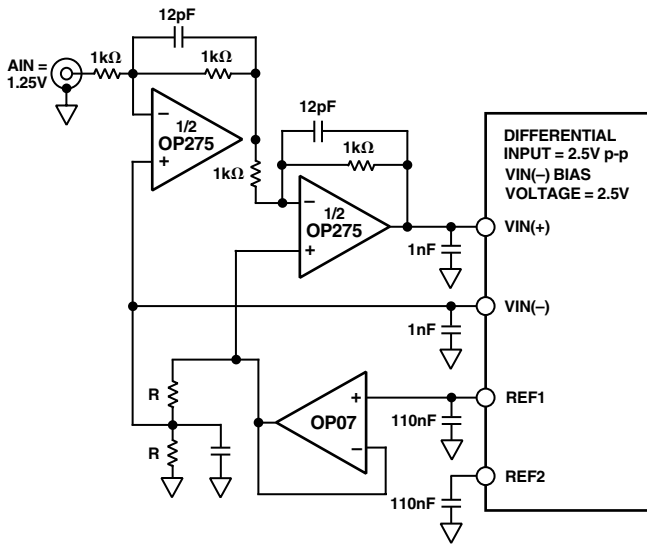 12pF
AIN =
1.25V
1kΩ
1kΩ
12pF
1/2
OP275
1kΩ
1kΩ
1/2
OP275
DIFFERENTIAL
INPUT = 2.5V p-p
VIN(–) BIAS
VOLTAGE = 2.5V
VIN(+)
1nF
VIN(–)
1nF
R
OP07
REF1
110nF
R
REF2
110nF